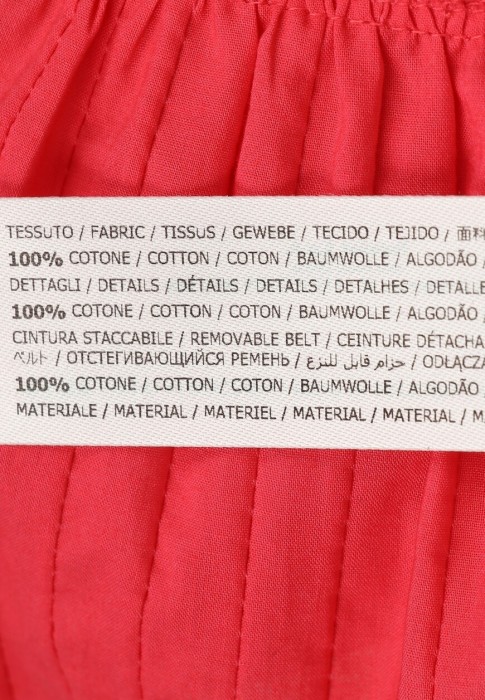 TESSUTO / FABRIC / TISSUS / GEWEBE / TECIDO / TEJIDO / 面料
100% COTONE / COTTON / COTON / BAUMWOLLE / ALGODÃO /
DETTAGLI / DETAILS / DÉTAILS / DETAILS / DETALHES / DETALLE
100% COTONE / COTTON / COTON / BAUMWOLLE / ALGODÃO /
CINTURA STACCABILE / REMOVABLE BELT / CEINTURE DÉTACHA
ベルト / ОТСТЕГИВАЮЩИЙСЯ РЕМЕНЬ / حزام قابل للنزع / ODŁĄCZA
100% COTONE / COTTON / COTON / BAUMWOLLE / ALGODÃO /
MATERIALE / MATERIAL / MATERIEL / MATERIAL / MATERIAL / M